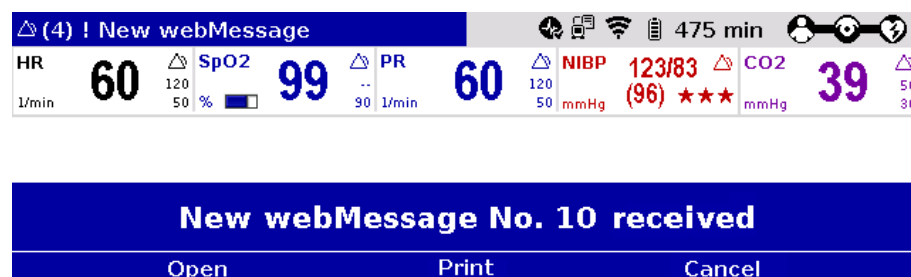 (4) ! New webMessage 475 min
HR 60 120 50 1/min
SpO2 99 -- 90 %
PR 60 120 50 1/min
NIBP 123/83 (96) ★★★ mmHg
CO2 39 mmHg
New webMessage No. 10 received
Open Print Cancel